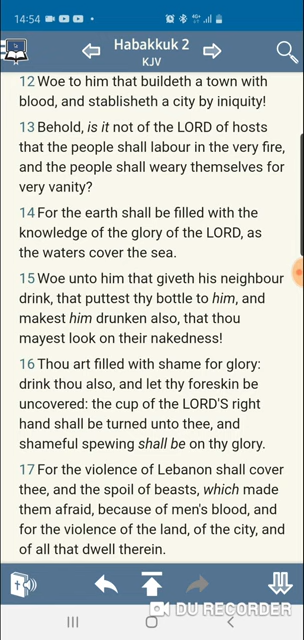 14:54
Habakkuk 2
KJV
12 Woe to him that buildeth a town with
blood, and stablisheth a city by iniquity!
13 Behold, is it not of the LORD of hosts
that the people shall labour in the very fire,
and the people shall weary themselves for
very vanity?
14 For the earth shall be filled with the
knowledge of the glory of the LORD, as
the waters cover the sea.
15 Woe unto him that giveth his neighbour
drink, that puttest thy bottle to him, and
makest him drunken also, that thou
mayest look on their nakedness!
16 Thou art filled with shame for glory:
drink thou also, and let thy foreskin be
uncovered: the cup of the LORD'S right
hand shall be turned unto thee, and
shameful spewing shall be on thy glory.
17 For the violence of Lebanon shall cover
thee, and the spoil of beasts, which made
them afraid, because of men's blood, and
for the violence of the land, of the city, and
of all that dwell therein.
DU RECORDER